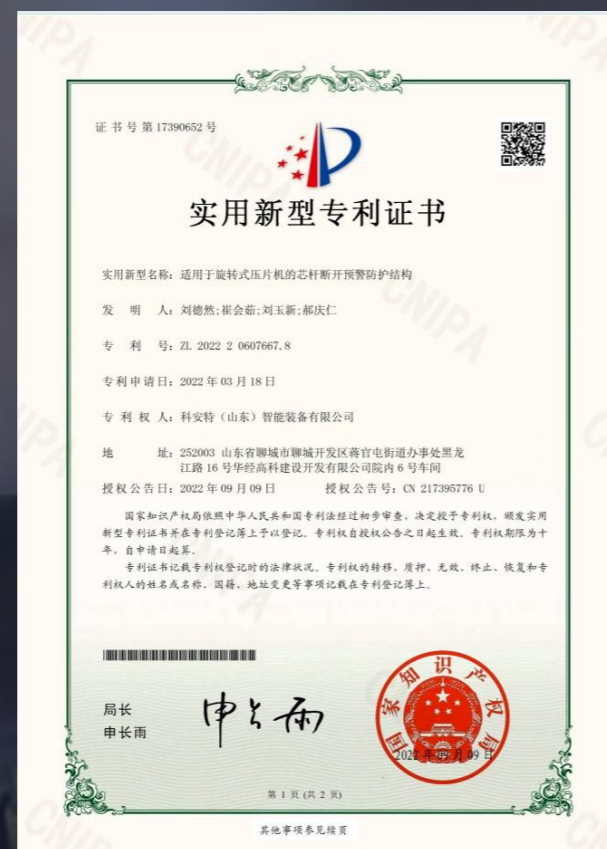 证书号第17390652号
实用新型专利证书
实用新型名称：适用于旋转式压片机的芯杆断开预警防护结构
发明人：刘德然;崔会茹;刘玉新;郝庆仁
专利号：ZL 2022 2 0607667.8
专利申请日：2022年03月18日
专利权人：科安特（山东）智能装备有限公司
地址：252003 山东省聊城市聊城开发区蒋官屯街道办事处黑龙
江路16号华经高科建设开发有限公司院内6号车间
授权公告日：2022年09月09日 授权公告号：CN 217395776 U
国家知识产权局依照中华人民共和国专利法经过初步审查，决定授予专利权，颁发实用
新型专利证书并在专利登记簿上予以登记。专利权自授权公告之日起生效。专利权期限为十
年，自申请日起算。
专利证书记载专利权登记时的法律状况。专利权的转移、质押、无效、终止、恢复和专
利权人的姓名或名称、国籍、地址变更等事项记载在专利登记簿上。
局长
申长雨
申长雨
国家知识产权局
2022年09月09日
第 1 页 (共 2 页)
其他事项参见续页
CNIPA
CNIPA
CNIPA
CNIPA